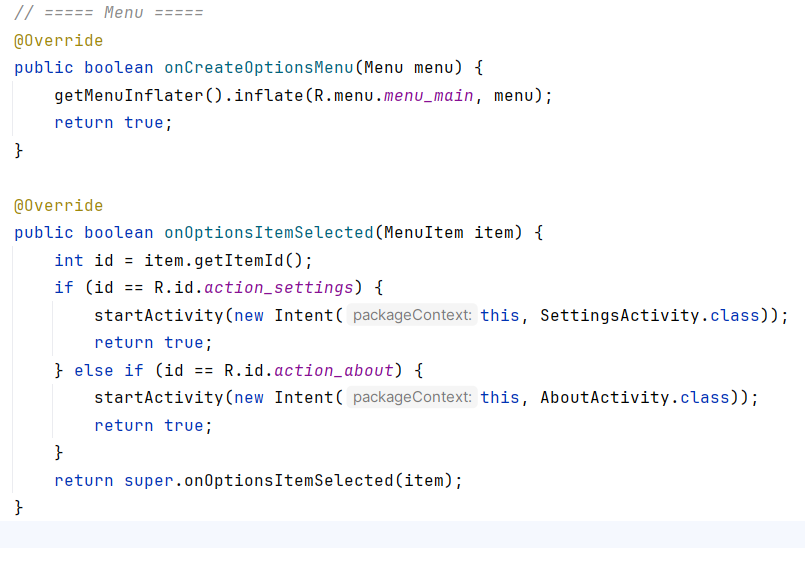 // ===== Menu =====
@Override
public boolean onCreateOptionsMenu(Menu menu) {
    getMenuInflater().inflate(R.menu.menu_main, menu);
    return true;
}

@Override
public boolean onOptionsItemSelected(MenuItem item) {
    int id = item.getItemId();
    if (id == R.id.action_settings) {
        startActivity(new Intent( packageContext: this, SettingsActivity.class));
        return true;
    } else if (id == R.id.action_about) {
        startActivity(new Intent( packageContext: this, AboutActivity.class));
        return true;
    }
    return super.onOptionsItemSelected(item);
}